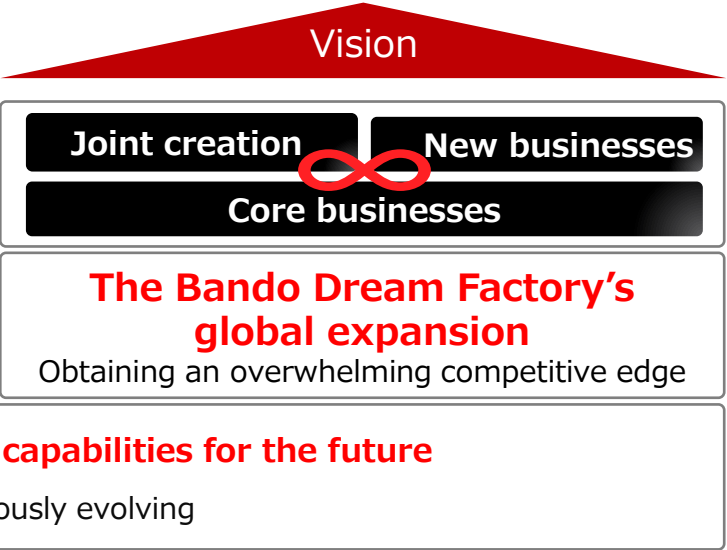 Vision
Joint creation
New businesses
Core businesses
The Bando Dream Factory’s
global expansion
Obtaining an overwhelming competitive edge
capabilities for the future
ously evolving